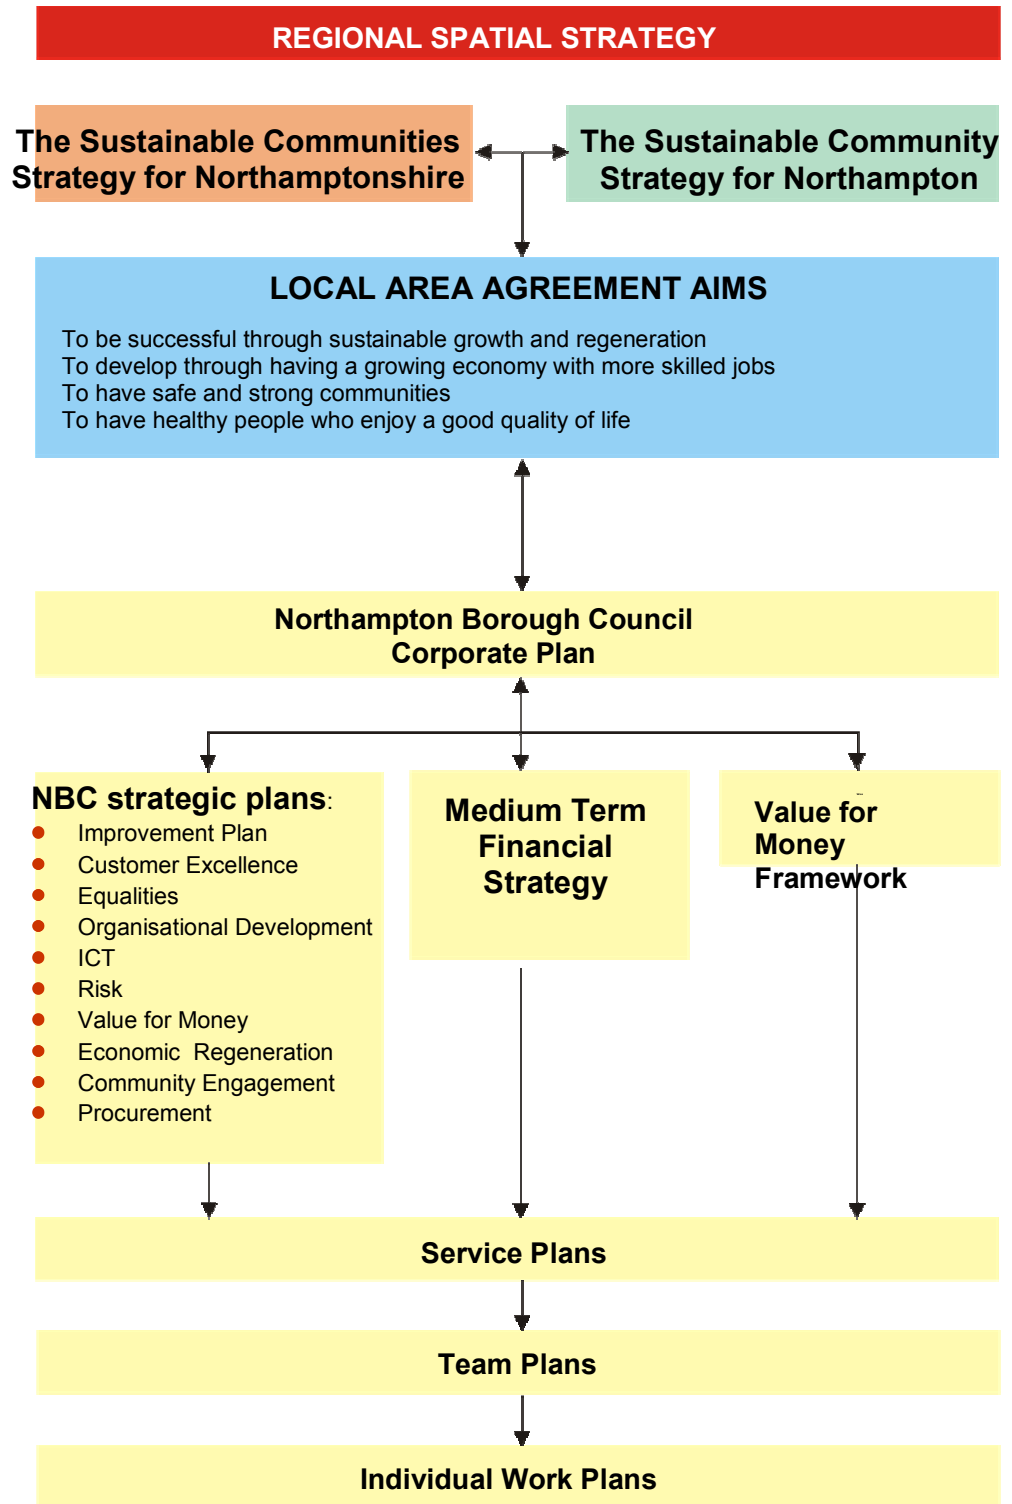 REGIONAL SPATIAL STRATEGY
The Sustainable Communities
Strategy for Northamptonshire
The Sustainable Community
Strategy for Northampton
LOCAL AREA AGREEMENT AIMS
To be successful through sustainable growth and regeneration
To develop through having a growing economy with more skilled jobs
To have safe and strong communities
To have healthy people who enjoy a good quality of life
Northampton Borough Council
Corporate Plan
NBC strategic plans:
● Improvement Plan
● Customer Excellence
● Equalities
● Organisational Development
● ICT
● Risk
● Value for Money
● Economic  Regeneration
● Community Engagement
● Procurement
Medium Term
Financial
Strategy
Value for
Money
Framework
Service Plans
Team Plans
Individual Work Plans